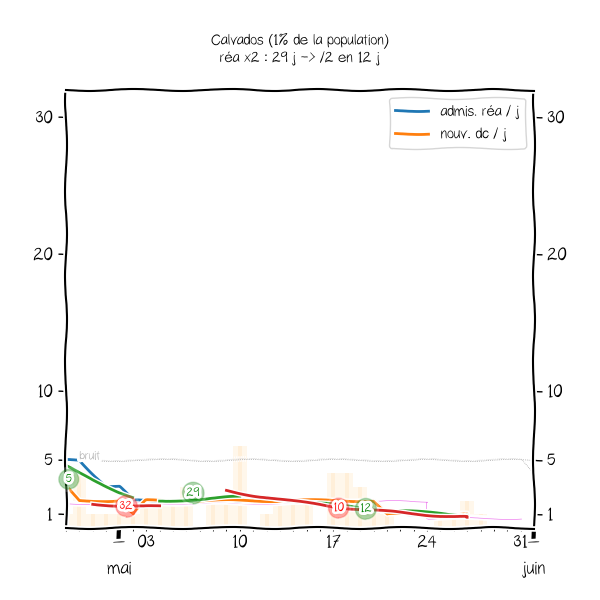 Calvados (1% de la population)
réa x2 : 29 j -> /2 en 12 j
admis. réa / j
nouv. dc / j
30
30
20
20
10
10
5
bruit
5
5
29
32
10
12
1
1
03
10
17
24
31
mai
juin